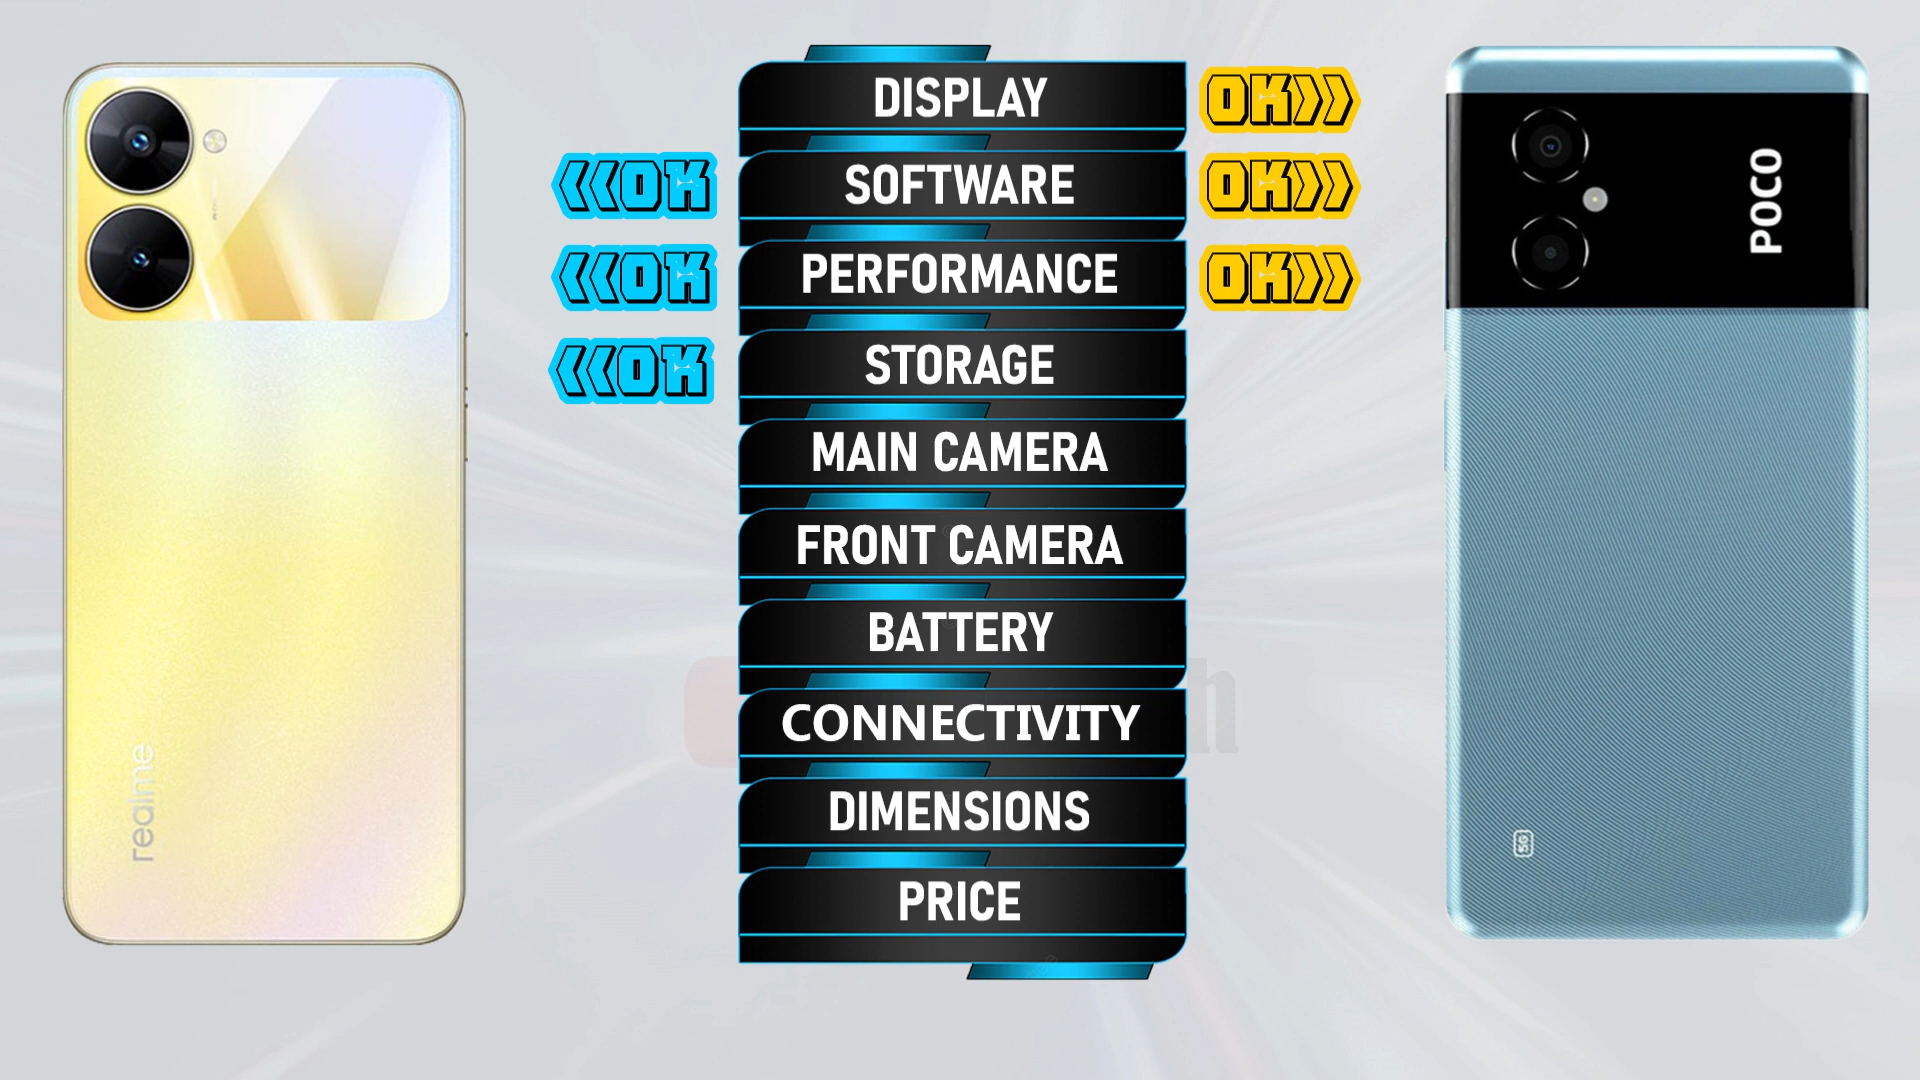 DISPLAY OK
OK SOFTWARE OK
OK PERFORMANCE OK
OK STORAGE
MAIN CAMERA
FRONT CAMERA
BATTERY
CONNECTIVITY
DIMENSIONS
PRICE
realme
POCO
5G